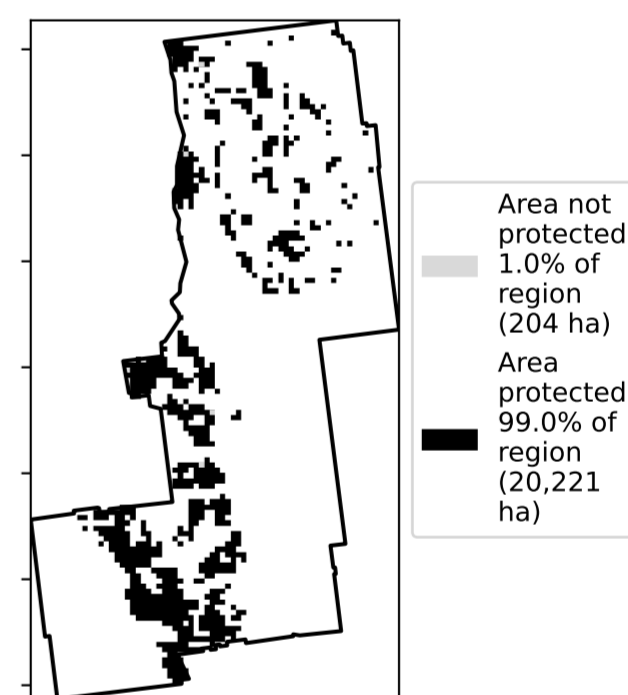 Area not
protected
1.0% of
region
(204 ha)
Area
protected
99.0% of
region
(20,221
ha)